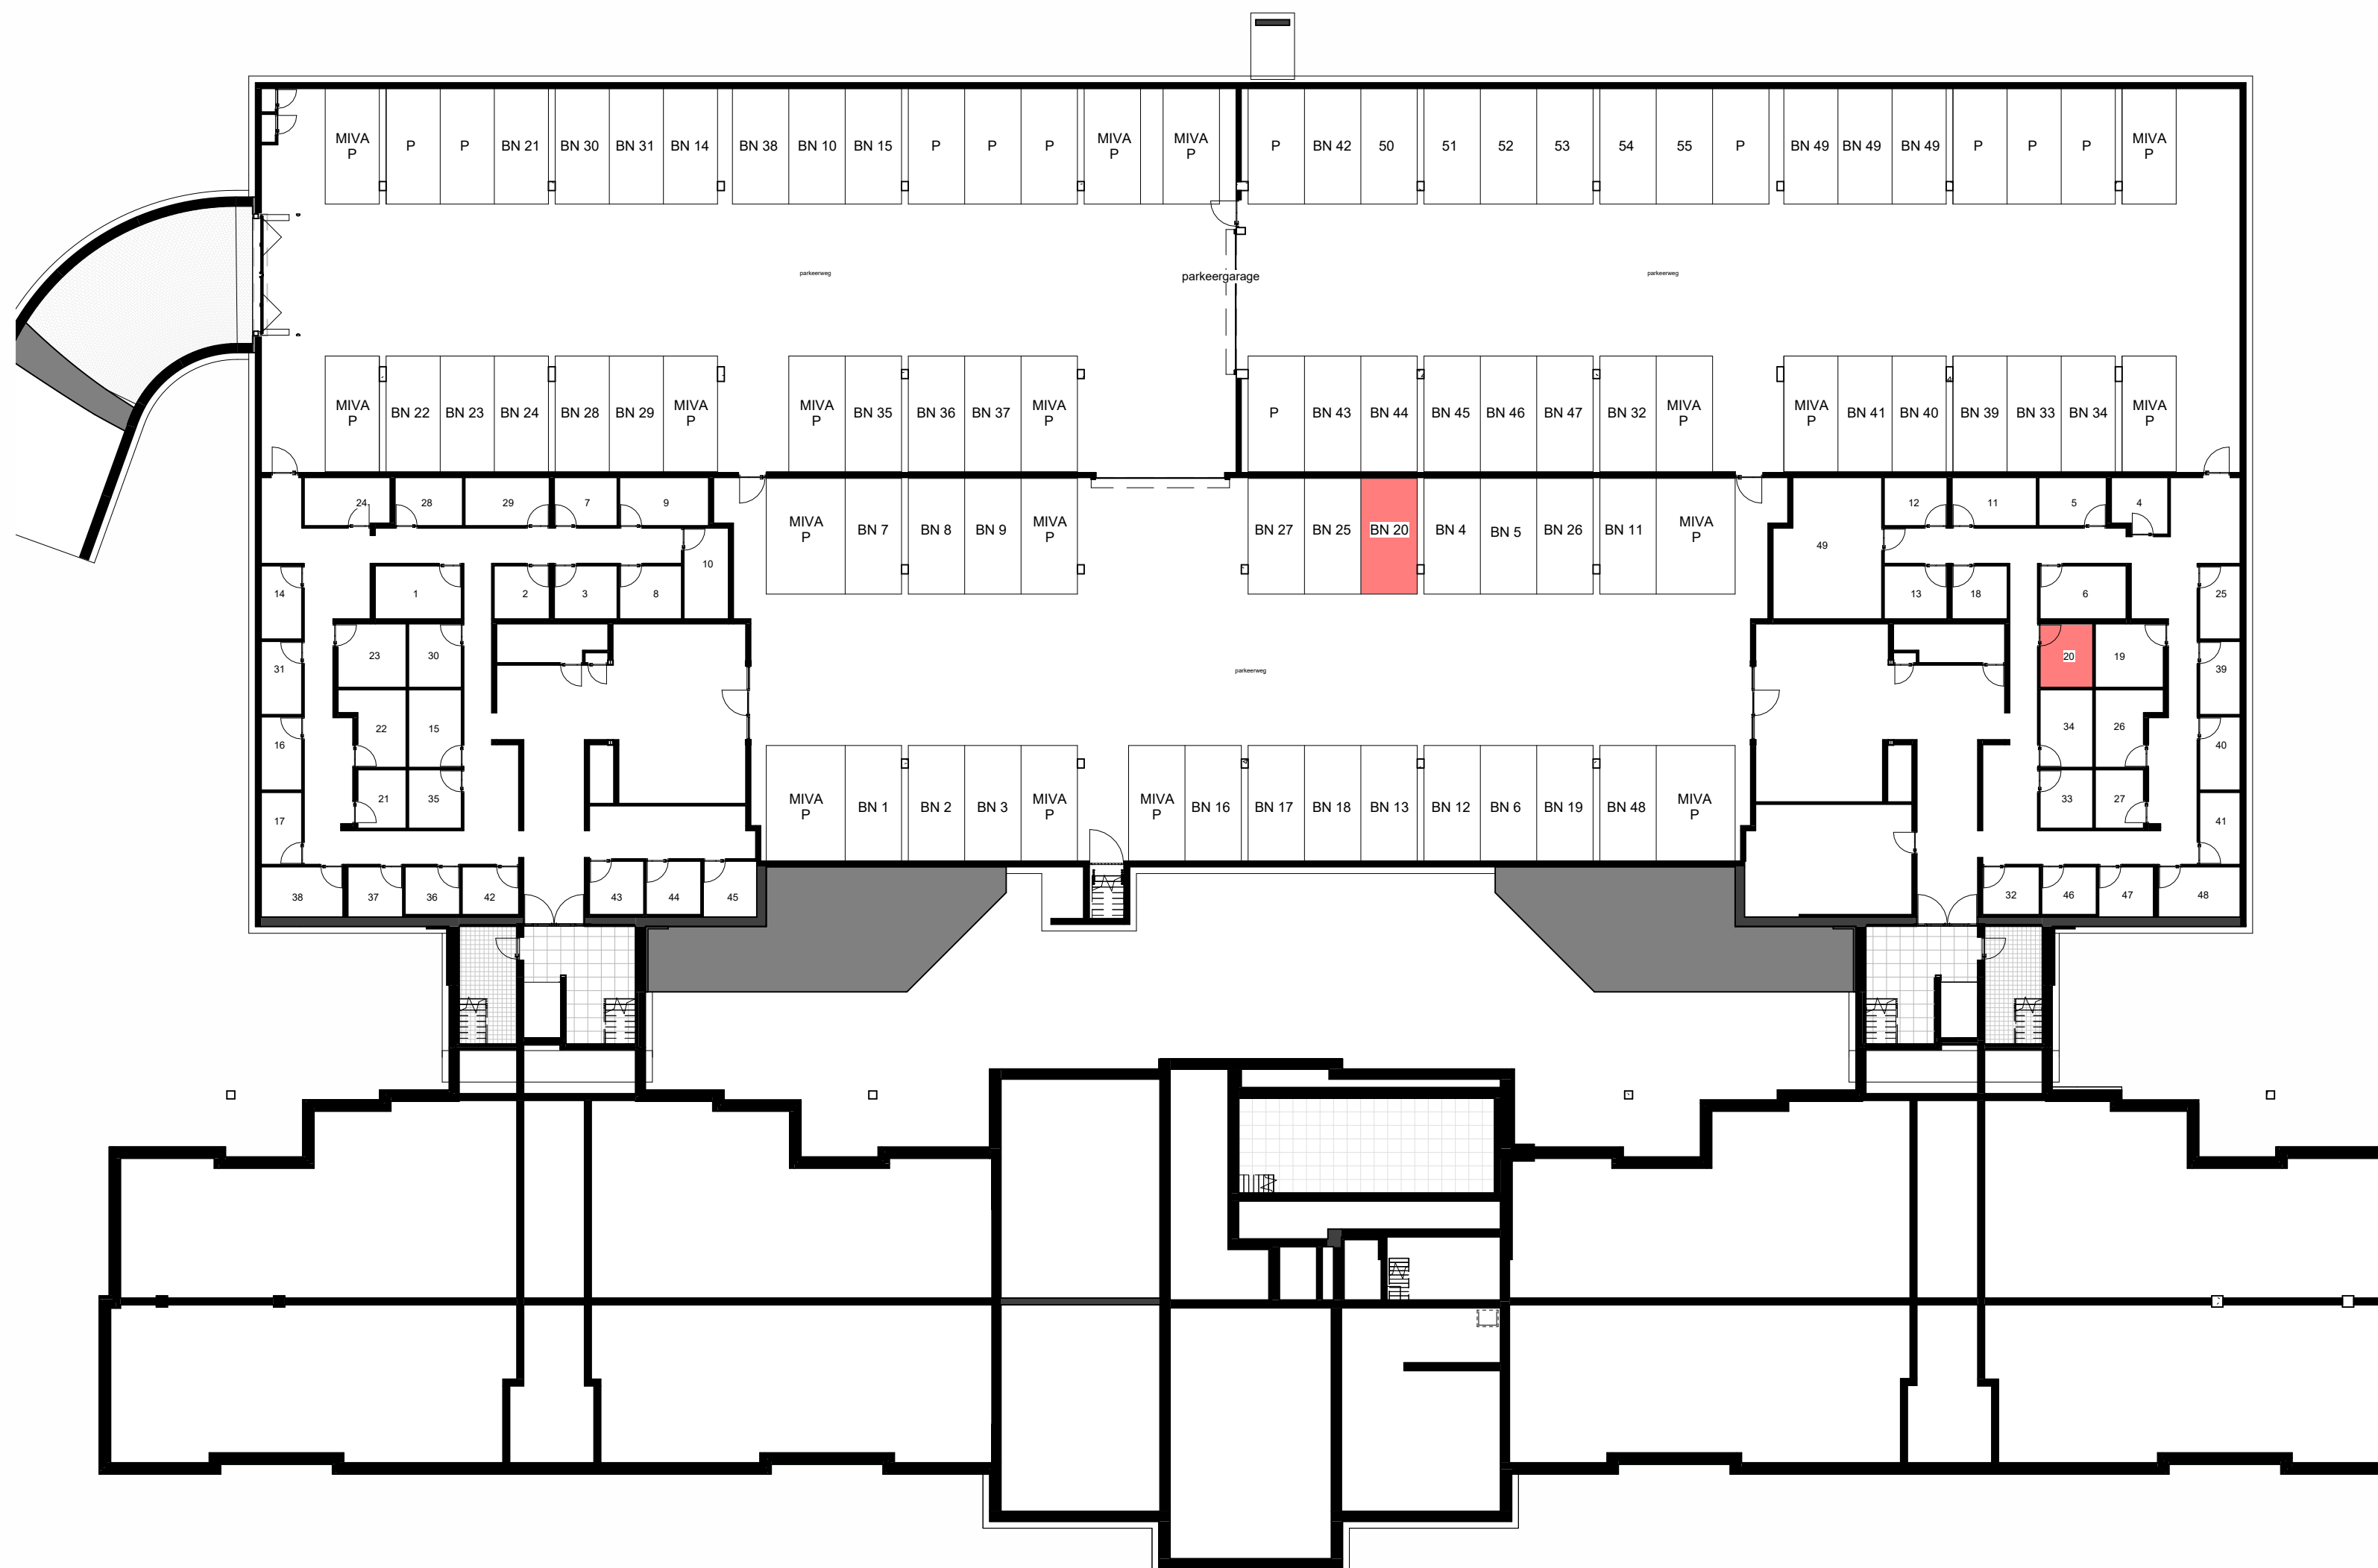 MIVA
P
P
P
BN 21
BN 30
BN 31
BN 14
BN 38
BN 10
BN 15
P
P
P
MIVA
P
MIVA
P
P
BN 42
50
51
52
53
54
55
P
BN 49
BN 49
BN 49
P
P
P
MIVA
P
parkeerweg
parkeergarage
parkeerweg
MIVA
P
BN 22
BN 23
BN 24
BN 28
BN 29
MIVA
P
MIVA
P
BN 35
BN 36
BN 37
MIVA
P
P
BN 43
BN 44
BN 45
BN 46
BN 47
BN 32
MIVA
P
MIVA
P
BN 41
BN 40
BN 39
BN 33
BN 34
MIVA
P
24
28
29
7
9
MIVA
P
BN 7
BN 8
BN 9
MIVA
P
BN 27
BN 25
BN 20
BN 4
BN 5
BN 26
BN 11
MIVA
P
49
12
11
5
4
14
1
2
3
8
10
13
18
6
25
31
23
30
20
19
39
parkeerweg
16
22
15
34
26
40
17
21
35
33
27
41
MIVA
P
BN 1
BN 2
BN 3
MIVA
P
MIVA
P
BN 16
BN 17
BN 18
BN 13
BN 12
BN 6
BN 19
BN 48
MIVA
P
38
37
36
42
43
44
45
32
46
47
48